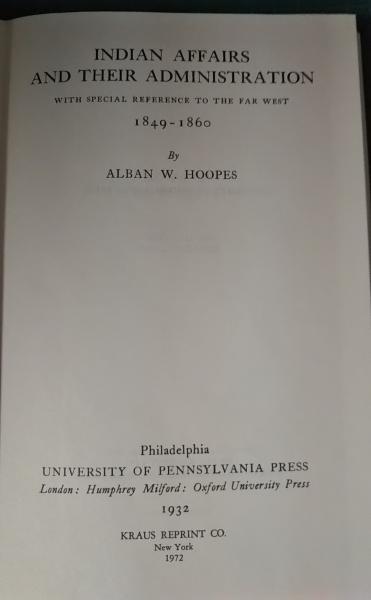 INDIAN AFFAIRS
AND THEIR ADMINISTRATION
WITH SPECIAL REFERENCE TO THE FAR WEST
1849-1860
By
ALBAN W. HOOPES
Philadelphia
UNIVERSITY OF PENNSYLVANIA PRESS
London: Humphrey Milford: Oxford University Press
1932
KRAUS REPRINT CO.
New York
1972